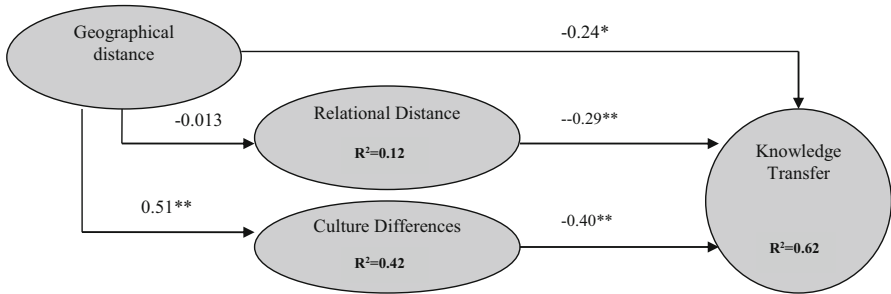 Geographical
distance
-0.24*
Relational Distance
R²=0.12
-0.013
--0.29**
Knowledge
Transfer
R²=0.62
0.51**
Culture Differences
R²=0.42
-0.40**